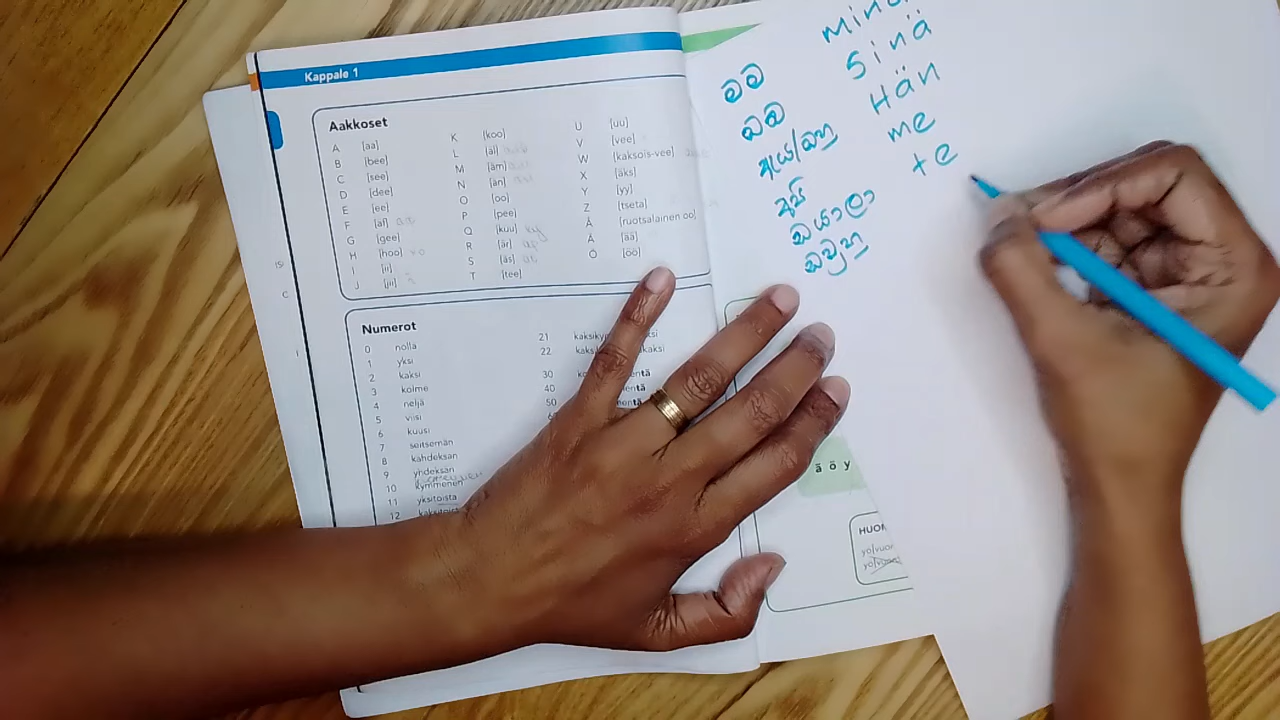 Kappale 1
Aakkoset
A [aa]
B [bee]
C [see]
D [dee]
E [ee]
F [äf]
G [gee]
H [hoo]
I [ii]
J [jii]
K [koo]
L [äl]
M [äm]
N [än]
O [oo]
P [pee]
Q [kuu]
R [är]
S [äs]
T [tee]
U [uu]
V [vee]
W [kaksois-vee]
X [äks]
Y [yy]
Z [tseta]
Å [ruotsalainen oo]
Ä [ää]
Ö [öö]
Numerot
0 nolla
1 yksi
2 kaksi
3 kolme
4 neljä
5 viisi
6 kuusi
7 seitsemän
8 kahdeksan
9 yhdeksän
10 kymmenen
11 yksitoista
12
21
22
30
40
50
මම
ඔබ
ඇය/ඔහු
අපි
ඔයාලා
ඔවුහු
Sinä
Hän
me
te
ä ö y